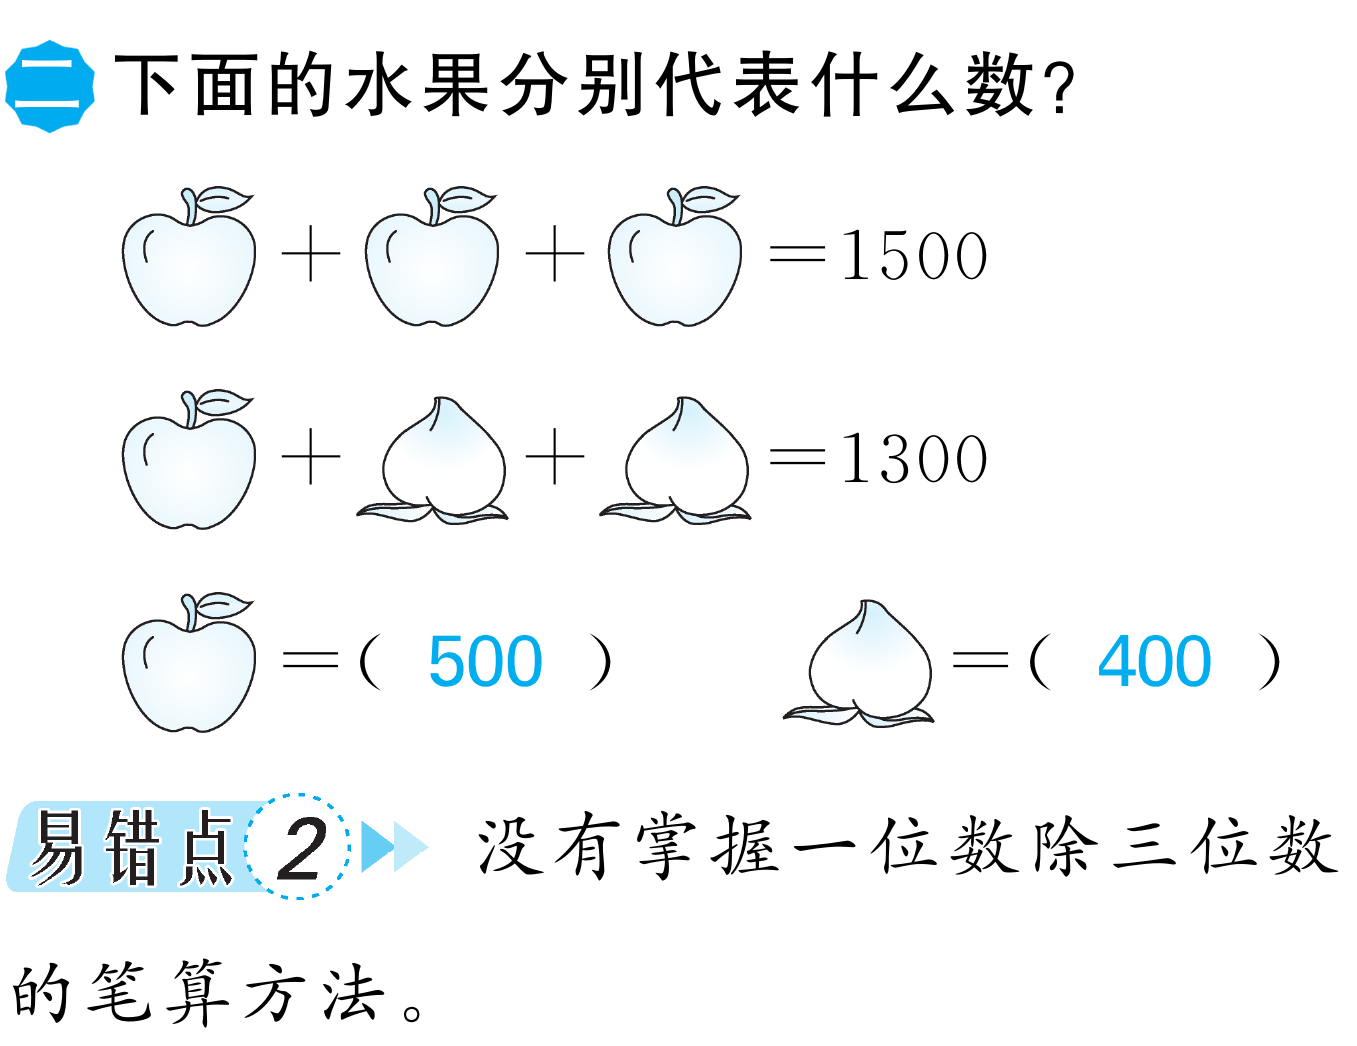 二 下面的水果分别代表什么数?
+ + =1500
+ + =1300
=( 500 ) =( 400 )
易错点 2 没有掌握一位数除三位数
的笔算方法。